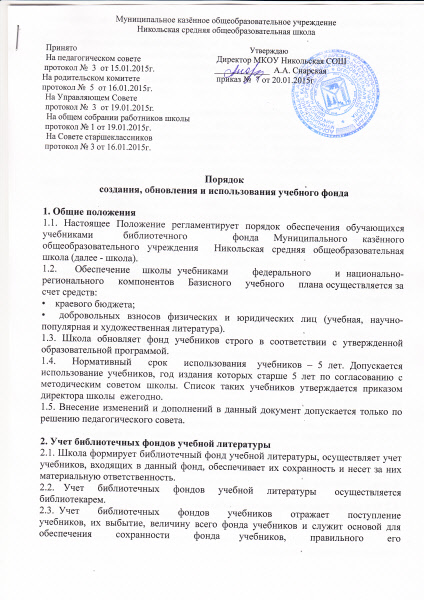 Муниципальное казённое общеобразовательное учреждение
Никольская средняя общеобразовательная школа
Принято
На педагогическом совете
протокол № 3 от 15.01.2015г.
На родительском комитете
протокол № 5 от 16.01.2015г.
На Управляющем Совете
протокол № 3 от 19.01.2015г.
На общем собрании работников школы
протокол № 1 от 19.01.2015г.
На Совете старшеклассников
протокол № 3 от 16.01.2015г.
Утверждаю
Директор МКОУ Никольская СОШ
А.А. Сиарская
приказ № 7 от 20.01.2015г
Порядок
создания, обновления и использования учебного фонда
1. Общие положения
1.1. Настоящее Положение регламентирует порядок обеспечения обучающихся
учебниками библиотечного фонда Муниципального казённого
общеобразовательного учреждения Никольская средняя общеобразовательная
школа (далее - школа).
1.2. Обеспечение школы учебниками федерального и национально-
регионального компонентов Базисного учебного плана осуществляется за
счет средств:
• краевого бюджета;
• добровольных взносов физических и юридических лиц (учебная, научно-
популярная и художественная литература).
1.3. Школа обновляет фонд учебников строго в соответствии с утвержденной
образовательной программой.
1.4. Нормативный срок использования учебников – 5 лет. Допускается
использование учебников, год издания которых старше 5 лет по согласованию с
методическим советом школы. Список таких учебников утверждается приказом
директора школы ежегодно.
1.5. Внесение изменений и дополнений в данный документ допускается только по
решению педагогического совета.
2. Учет библиотечных фондов учебной литературы
2.1. Школа формирует библиотечный фонд учебной литературы, осуществляет учет
учебников, входящих в данный фонд, обеспечивает их сохранность и несет за них
материальную ответственность.
2.2. Учет библиотечных фондов учебной литературы осуществляется
библиотекарем.
2.3. Учет библиотечных фондов учебников отражает поступление
учебников, их выбытие, величину всего фонда учебников и служит основой для
обеспечения сохранности фонда учебников, правильного его